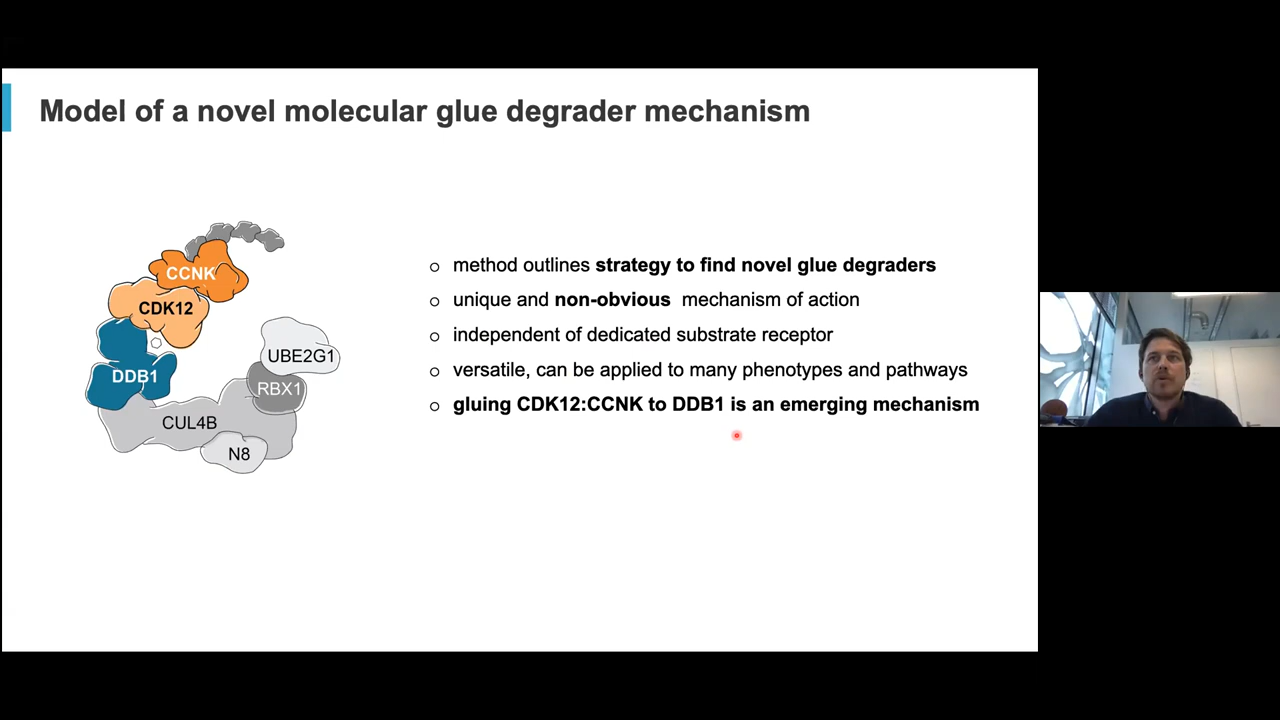 Model of a novel molecular glue degrader mechanism
CCNK
CDK12
DDB1
UBE2G1
RBX1
CUL4B
N8
method outlines strategy to find novel glue degraders
unique and non-obvious mechanism of action
independent of dedicated substrate receptor
versatile, can be applied to many phenotypes and pathways
gluing CDK12:CCNK to DDB1 is an emerging mechanism